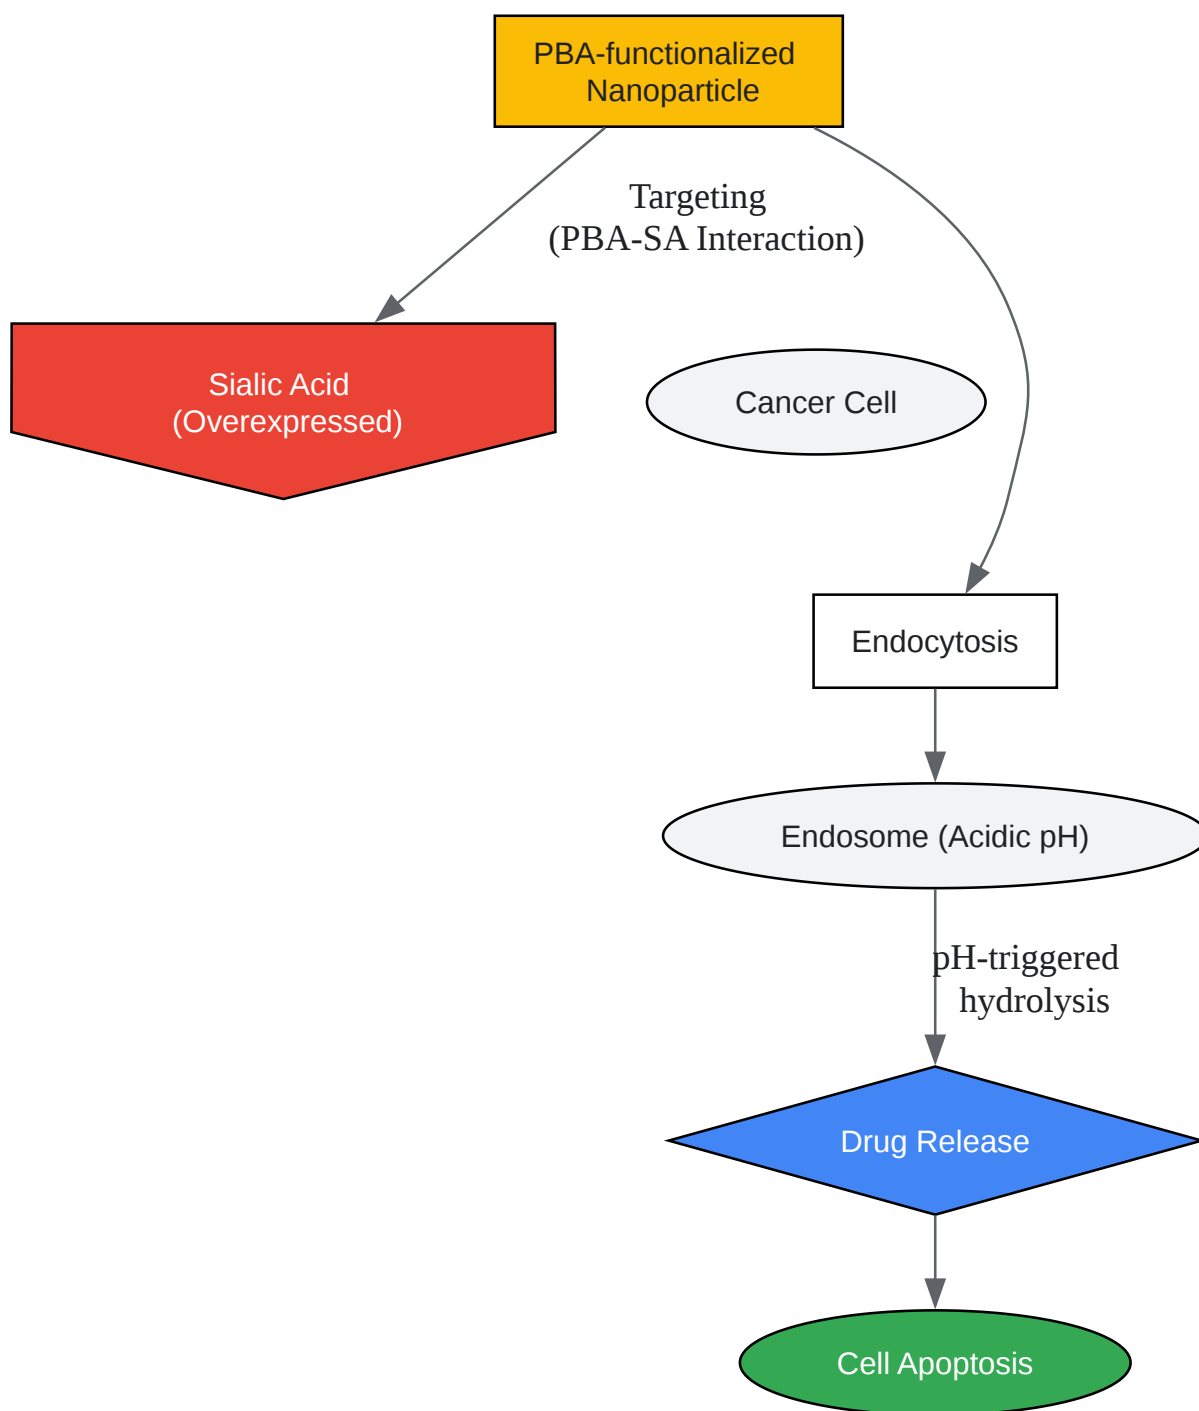 PBA-functionalized
Nanoparticle
Targeting
(PBA-SA Interaction)
Sialic Acid
(Overexpressed)
Cancer Cell
Endocytosis
Endosome (Acidic pH)
pH-triggered
hydrolysis
Drug Release
Cell Apoptosis